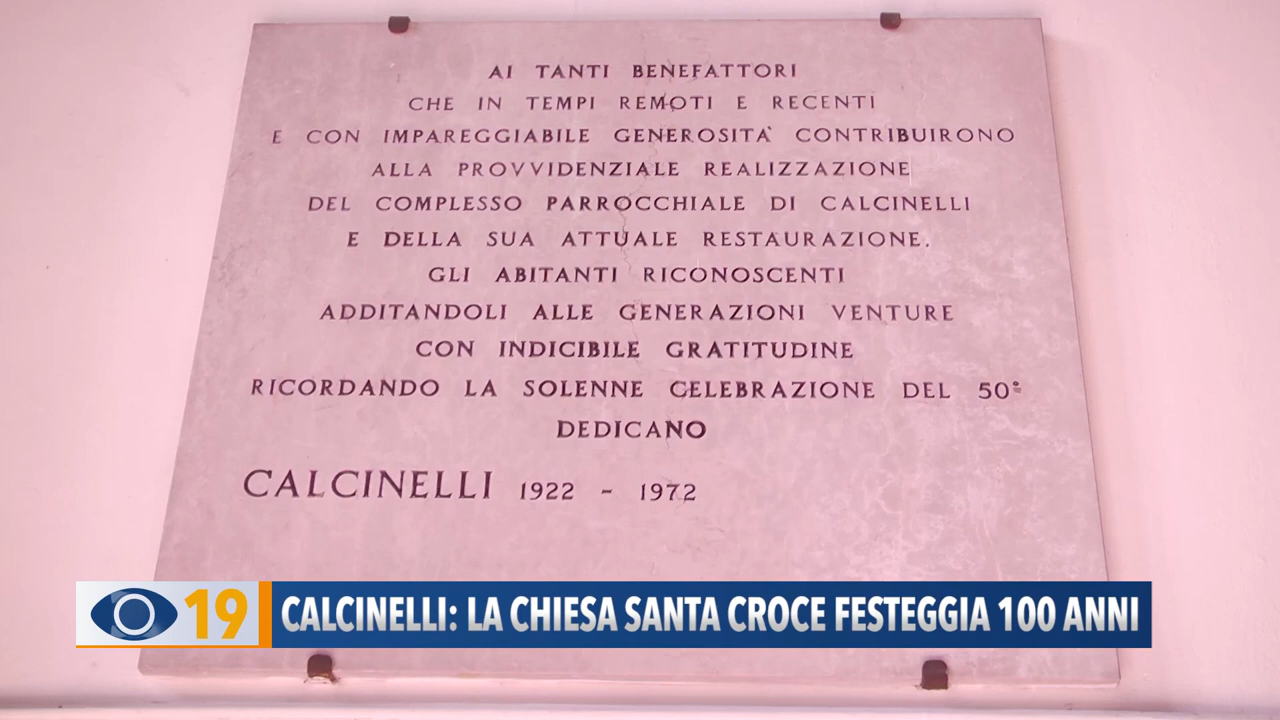 AI TANTI BENEFATTORI
CHE IN TEMPI REMOTI E RECENTI
E CON IMPAREGGIABILE GENEROSITA' CONTRIBUIRONO
ALLA PROVVIDENZIALE REALIZZAZIONE
DEL COMPLESSO PARROCCHIALE DI CALCINELLI
E DELLA SUA ATTUALE RESTAURAZIONE.
GLI ABITANTI RICONOSCENTI
ADDITANDOLI ALLE GENERAZIONI VENTURE
CON INDICIBILE GRATITUDINE
RICORDANDO LA SOLENNE CELEBRAZIONE DEL 50°
DEDICANO
CALCINELLI 1922 - 1972
19 CALCINELLI: LA CHIESA SANTA CROCE FESTEGGIA 100 ANNI